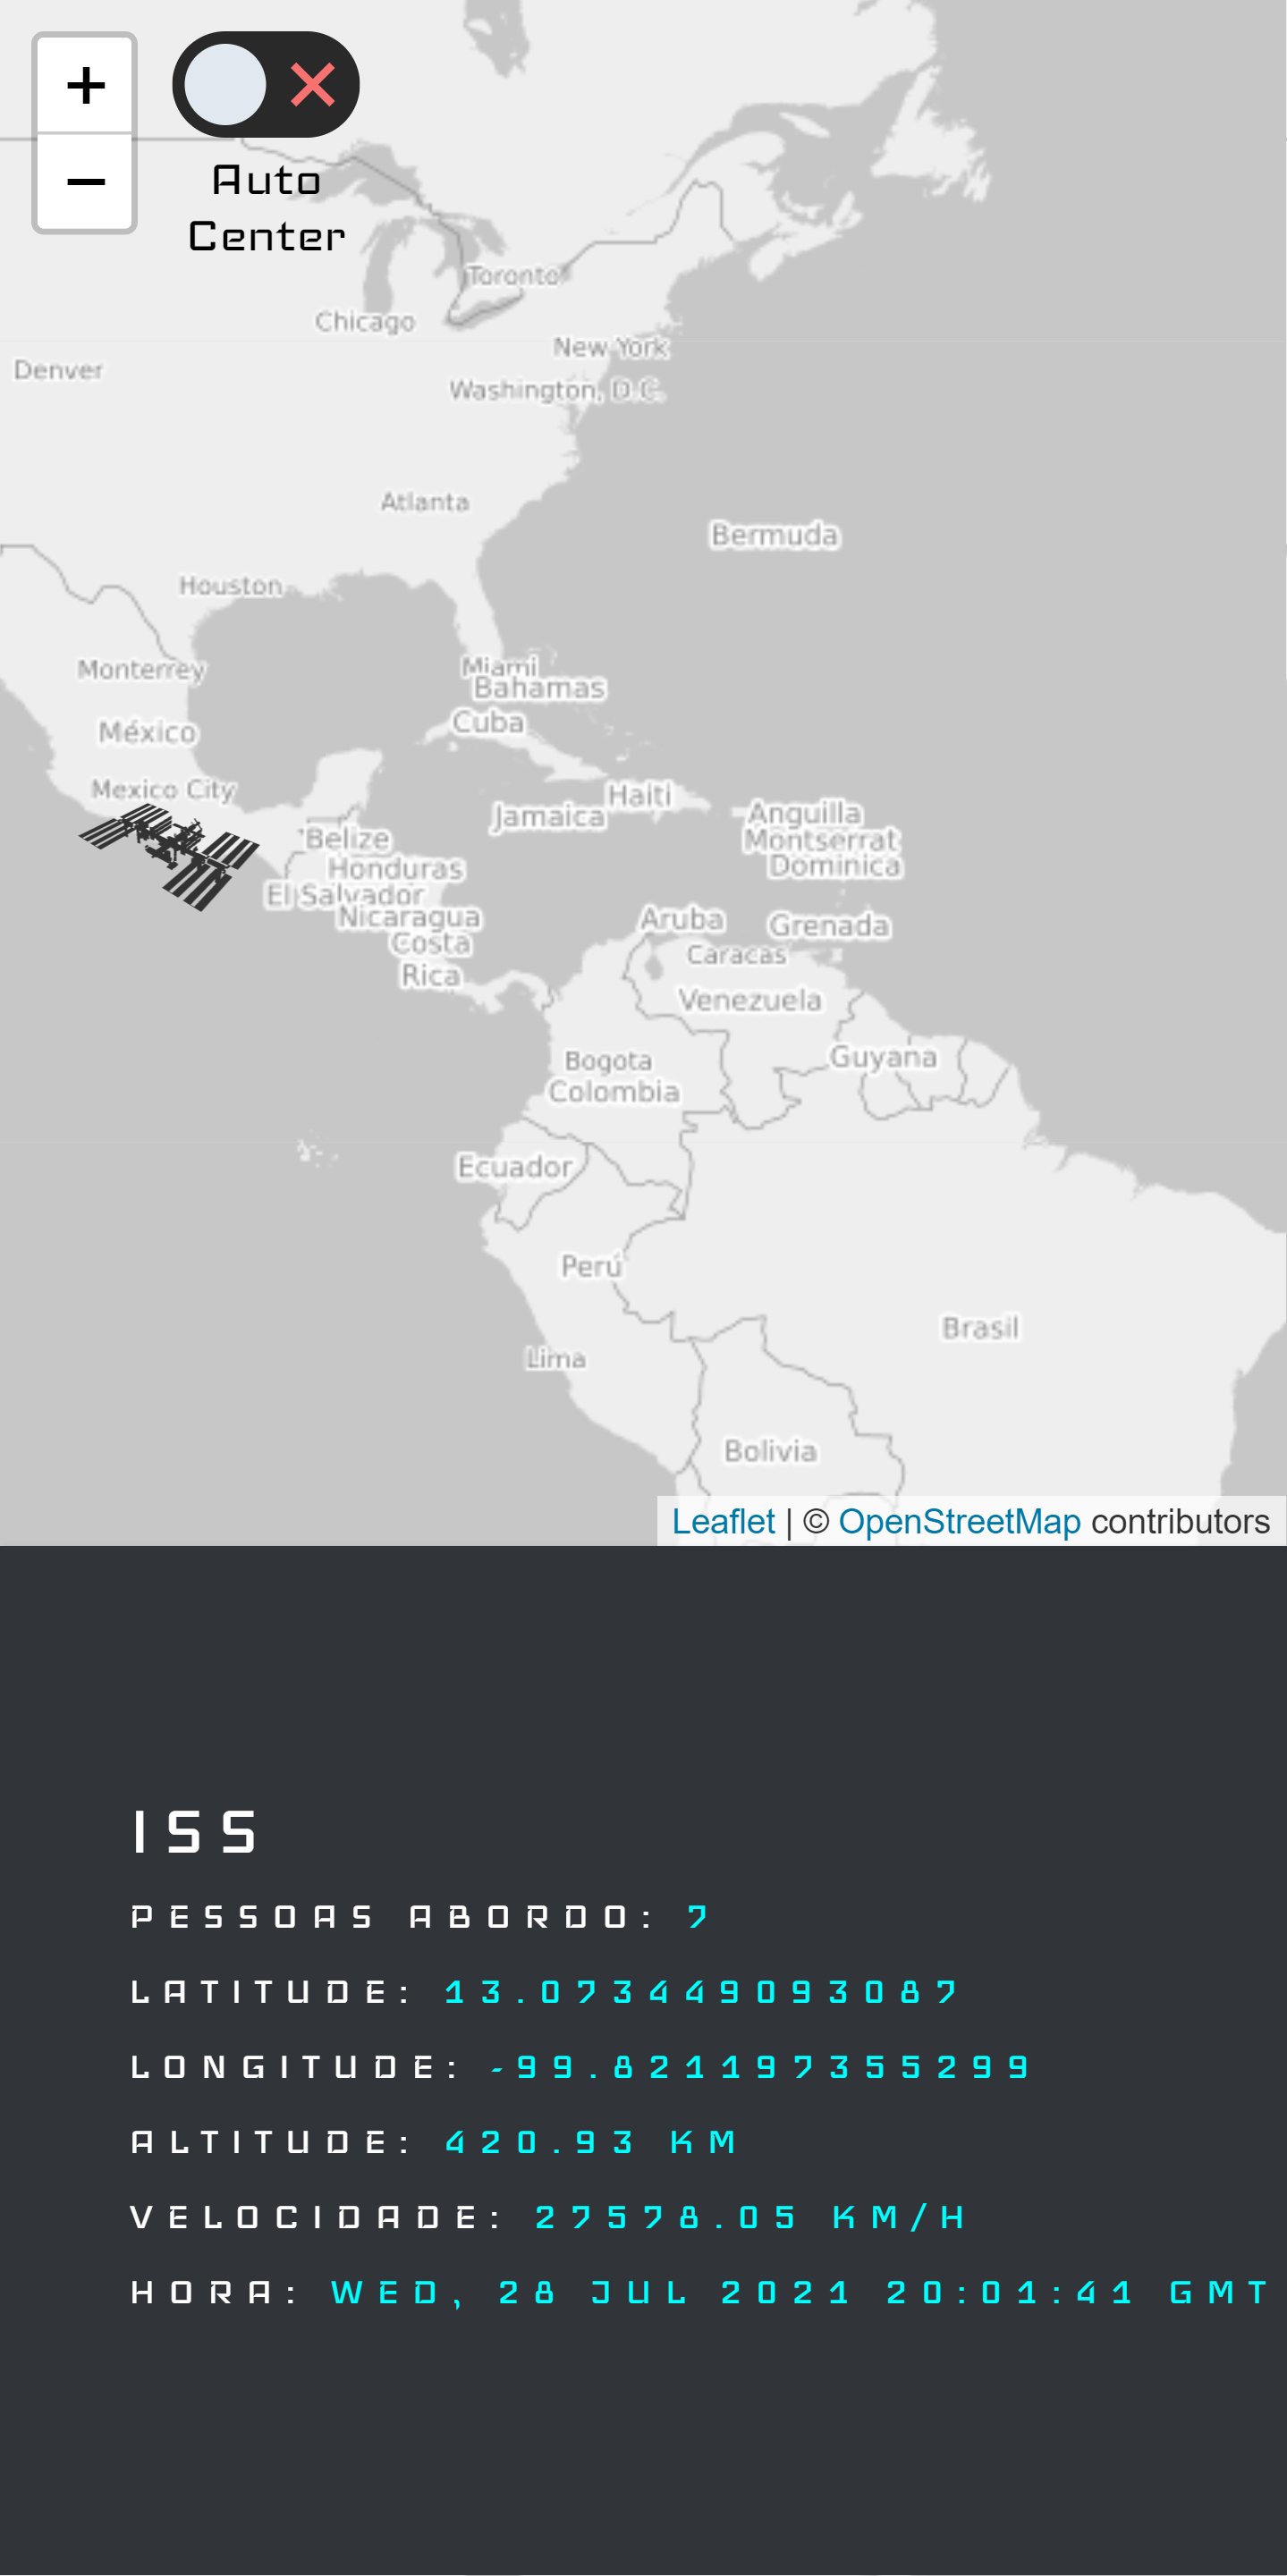 +
−
Auto
Center
Toronto
Chicago
New York
Denver
Washington, D.C.
Atlanta
Bermuda
Houston
Monterrey
Miami
Bahamas
Cuba
México
Mexico City
Haiti
Jamaica
Anguilla
Belize
Montserrat
Honduras
Dominica
El Salvador
Nicaragua
Aruba
Grenada
Costa
Rica
Caracas
Venezuela
Guyana
Bogota
Colombia
Ecuador
Perú
Brasil
Lima
Bolivia
Leaflet | © OpenStreetMap contributors
ISS
PESSOAS ABORDO: 7
LATITUDE: 13.073449093087
LONGITUDE: -99.821197355299
ALTITUDE: 420.93 KM
VELOCIDADE: 27578.05 KM/H
HORA: WED, 28 JUL 2021 20:01:41 GMT